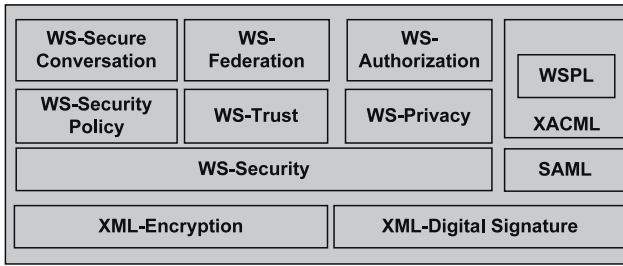 WS-Secure
Conversation
WS-
Federation
WS-
Authorization
WSPL
XACML
WS-Security
Policy
WS-Trust
WS-Privacy
WS-Security
SAML
XML-Encryption
XML-Digital Signature